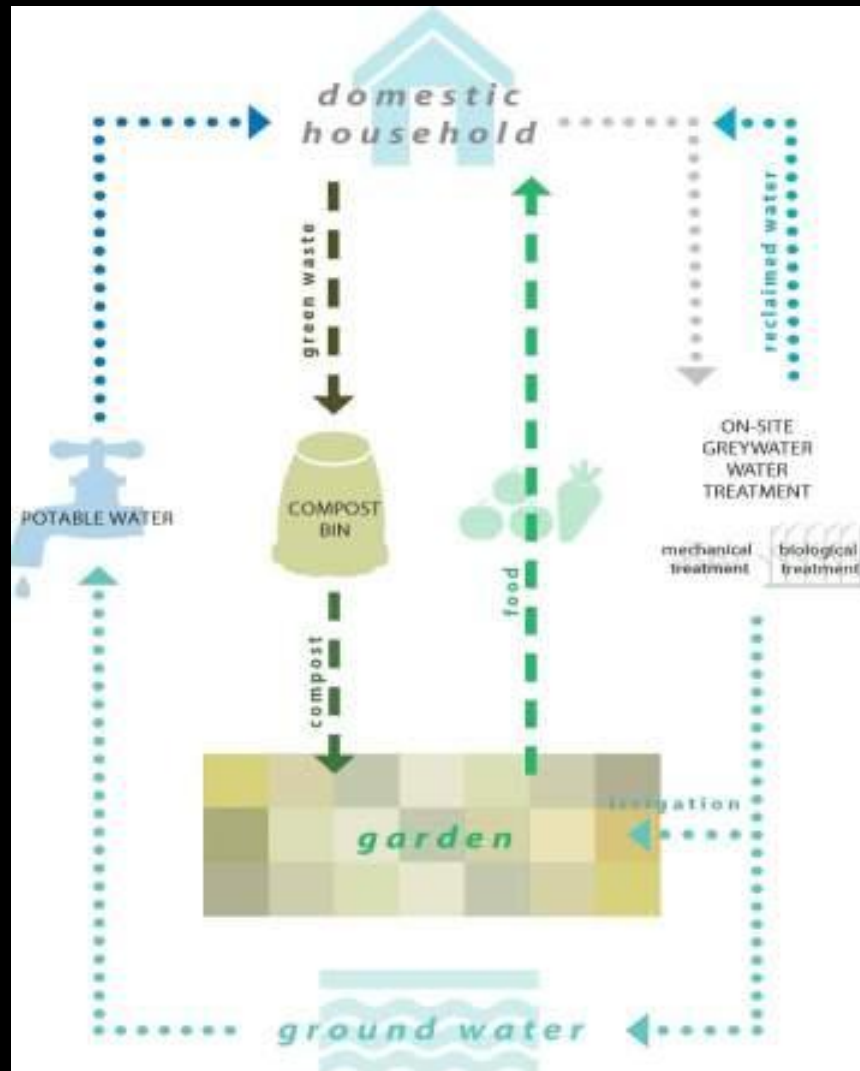 domestic
household
green waste
reclaimed water
ON-SITE
GREYWATER
WATER
TREATMENT
POTABLE WATER
COMPOST
BIN
mechanical
treatment
biological
treatment
food
compost
irrigation
garden
ground water